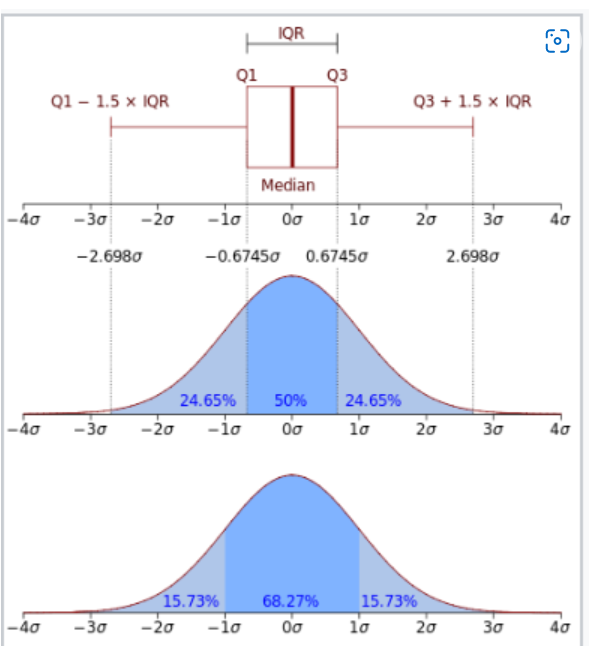 IQR
Q1 Q3
Q1 − 1.5 × IQR Q3 + 1.5 × IQR
Median
−4σ −3σ −2σ −1σ 0σ 1σ 2σ 3σ 4σ
−2.698σ −0.6745σ 0.6745σ 2.698σ
24.65% 50% 24.65%
−4σ −3σ −2σ −1σ 0σ 1σ 2σ 3σ 4σ
15.73% 68.27% 15.73%
−4σ −3σ −2σ −1σ 0σ 1σ 2σ 3σ 4σ